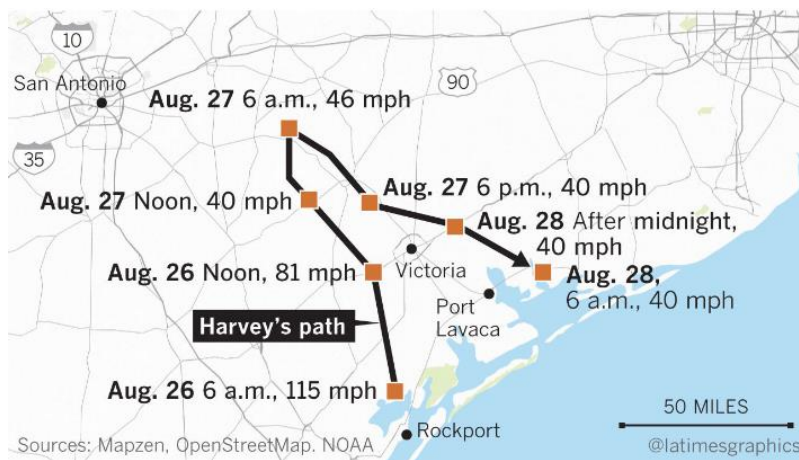 10
San Antonio
90
Aug. 27 6 a.m., 46 mph
35
Aug. 27 Noon, 40 mph
Aug. 27 6 p.m., 40 mph
Aug. 28 After midnight,
40 mph
Victoria
Aug. 26 Noon, 81 mph
Aug. 28,
6 a.m., 40 mph
Port
Lavaca
Harvey's path
Aug. 26 6 a.m., 115 mph
50 MILES
Rockport
Sources: Mapzen, OpenStreetMap. NOAA
@latimesgraphics